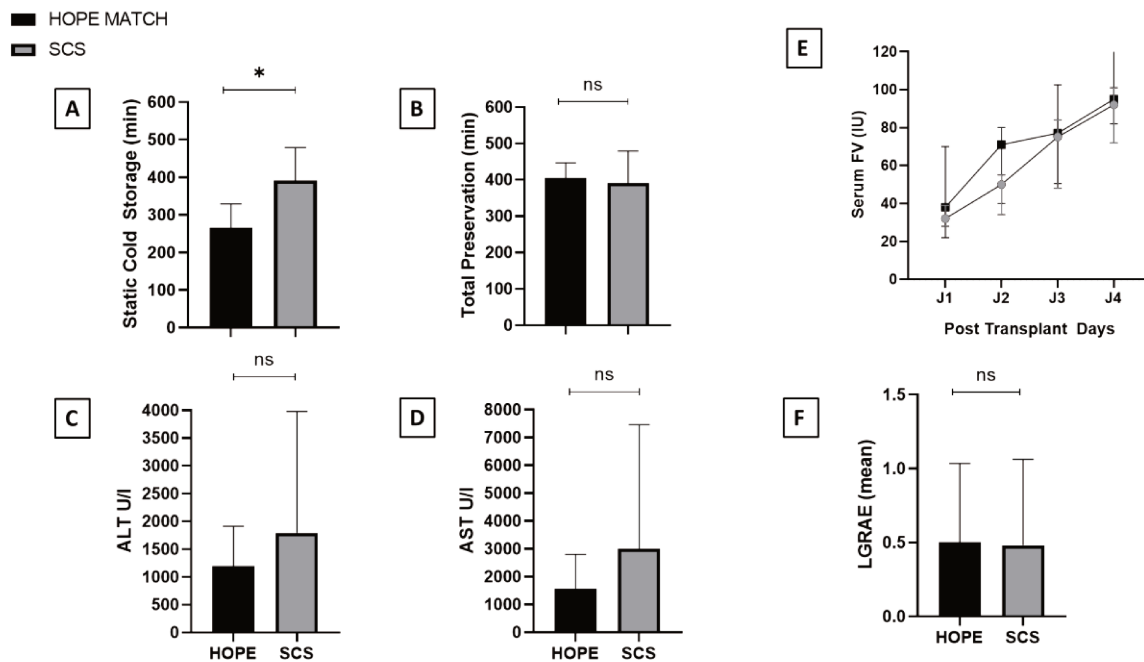 HOPE MATCH
SCS
A
*
Static Cold Storage (min)
600
500
400
300
200
100
0
B
ns
Total Preservation (min)
600
500
400
300
200
100
0
E
Serum FV (IU)
120
100
80
60
40
20
0
J1 J2 J3 J4
Post Transplant Days
C
ns
ALT U/l
4000
3500
3000
2500
2000
1500
1000
500
0
HOPE SCS
D
ns
AST U/l
8000
7000
6000
5000
4000
3000
2000
1000
0
HOPE SCS
F
ns
LGRAE (mean)
1.5
1.0
0.5
0.0
HOPE SCS